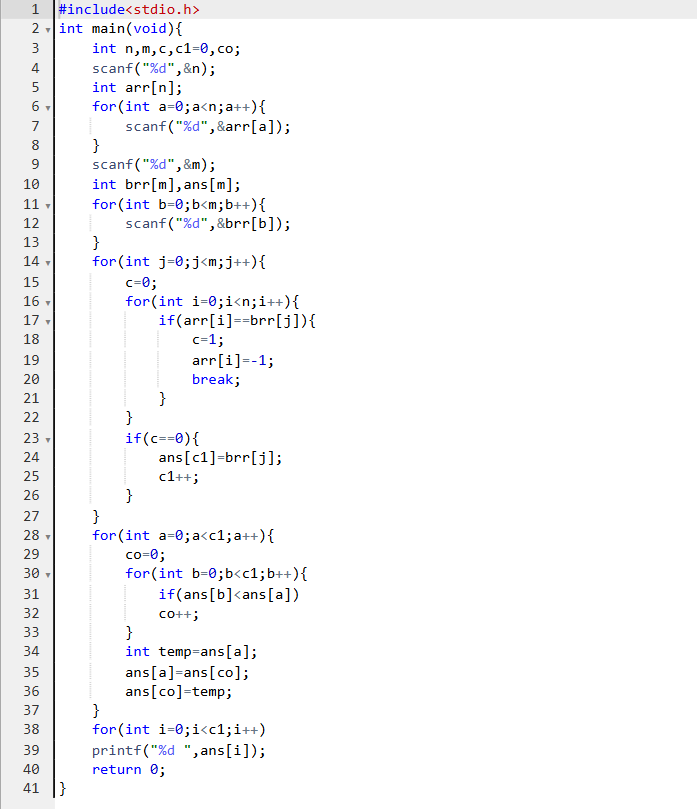 1 #include<stdio.h>
2 int main(void){
3     int n,m,c,c1=0,co;
4     scanf("%d",&n);
5     int arr[n];
6     for(int a=0;a<n;a++){
7         scanf("%d",&arr[a]);
8     }
9     scanf("%d",&m);
10     int brr[m],ans[m];
11     for(int b=0;b<m;b++){
12         scanf("%d",&brr[b]);
13     }
14     for(int j=0;j<m;j++){
15         c=0;
16         for(int i=0;i<n;i++){
17             if(arr[i]==brr[j]){
18                 c=1;
19                 arr[i]=-1;
20                 break;
21             }
22         }
23         if(c==0){
24             ans[c1]=brr[j];
25             c1++;
26         }
27     }
28     for(int a=0;a<c1;a++){
29         co=0;
30         for(int b=0;b<c1;b++){
31             if(ans[b]<ans[a])
32             co++;
33         }
34         int temp=ans[a];
35         ans[a]=ans[co];
36         ans[co]=temp;
37     }
38     for(int i=0;i<c1;i++)
39     printf("%d ",ans[i]);
40     return 0;
41 }